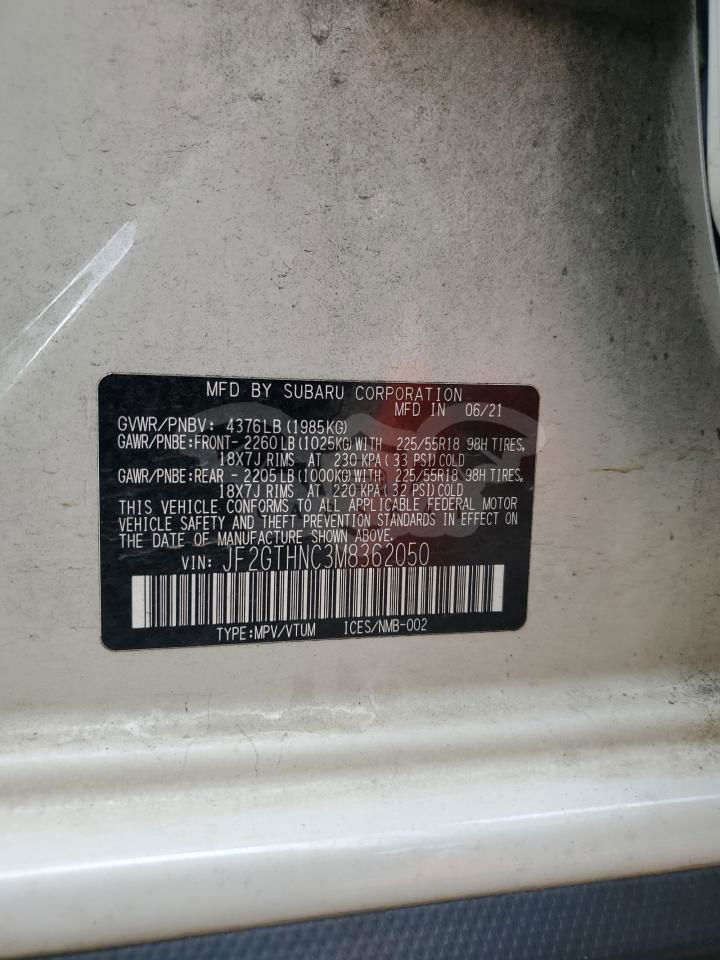 MFD BY SUBARU CORPORATION
MFD IN 06/21
GVWR/PNBV: 4376LB(1985KG)
GAWR/PNBE:FRONT- 2260LB(1025KG)WITH 225/55R18 98H TIRES,
18X7J RIMS AT 230 KPA(33 PSI)COLD
GAWR/PNBE:REAR - 2205LB(1000KG)WITH 225/55R18 98H TIRES,
18X7J RIMS AT 220 KPA(32 PSI)COLD
THIS VEHICLE CONFORMS TO ALL APPLICABLE FEDERAL MOTOR
VEHICLE SAFETY AND THEFT PREVENTION STANDARDS IN EFFECT ON
THE DATE OF MANUFACTURE SHOWN ABOVE.
VIN: JF2GTHNC3M8362050
TYPE:MPV/VTUM ICES/NMB-002